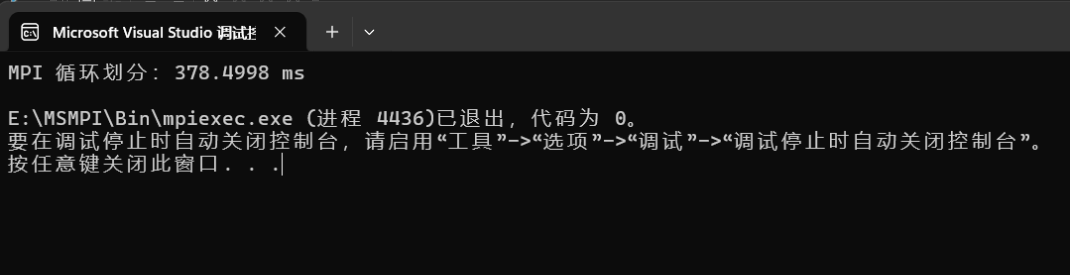 Microsoft Visual Studio 调试控
MPI 循环划分: 378.4998 ms
E:\MSMPI\Bin\mpiexec.exe (进程 4436)已退出，代码为 0。
要在调试停止时自动关闭控制台，请启用“工具”->“选项”->“调试”->“调试停止时自动关闭控制台”。
按任意键关闭此窗口. . .